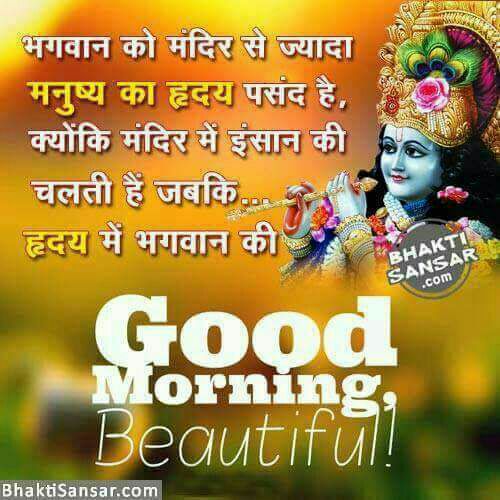 भगवान को मंदिर से ज्यादा
मनुष्य का हृदय पसंद है,
क्योंकि मंदिर में इंसान की
चलती हैं जबकि...
हृदय में भगवान की
BHAKTI
SANSAR
.com
Good
Morning,
Beautiful!
BhaktiSansar.com